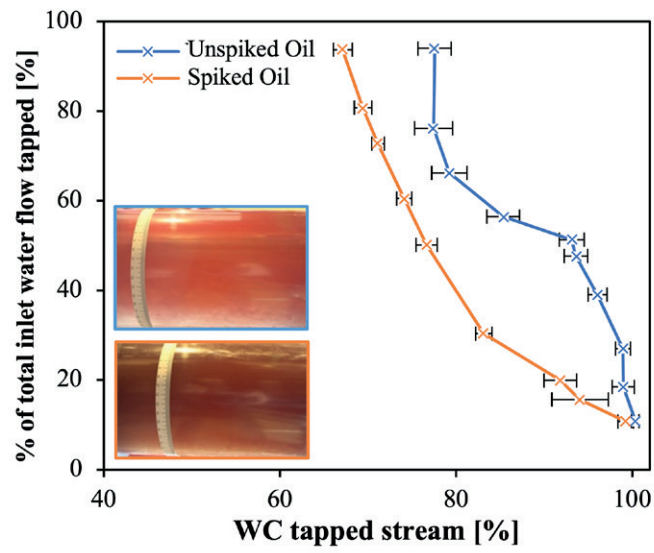 100
80
60
40
20
0
% of total inlet water flow tapped [%]
Unspiked Oil
Spiked Oil
40
60
80
100
WC tapped stream [%]